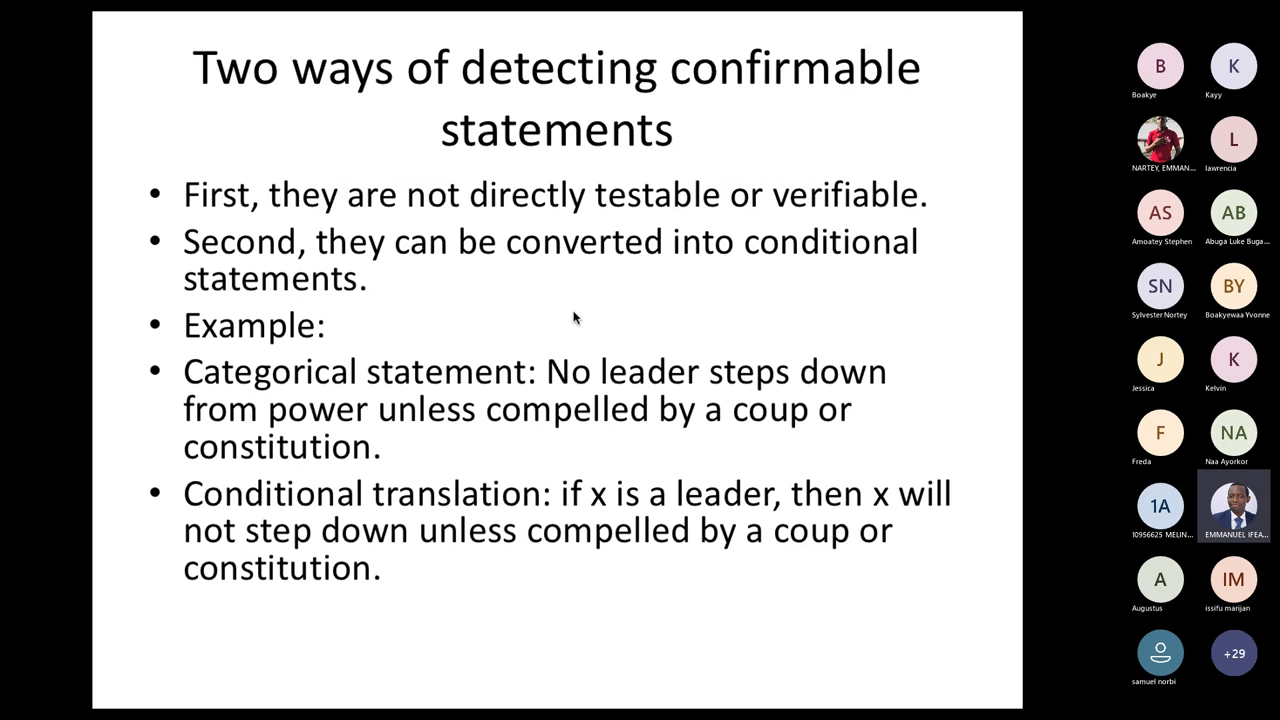 Two ways of detecting confirmable
statements
• First, they are not directly testable or verifiable.
• Second, they can be converted into conditional
statements.
• Example:
• Categorical statement: No leader steps down
from power unless compelled by a coup or
constitution.
• Conditional translation: if x is a leader, then x will
not step down unless compelled by a coup or
constitution.
B
K
Boakye
Kayy
L
NARTEY, EMMAN...
lawrencia
AS
AB
Amoatey Stephen
Abuga Luke Buga...
SN
BY
Sylvester Nortey
Boakyewaa Yvonne
J
K
Jessica
Kelvin
F
NA
Freda
Naa Ayorkor
1A
10956625 MELIN...
EMMANUEL IFEA...
A
IM
Augustus
issifu marijan
+29
samuel norbi